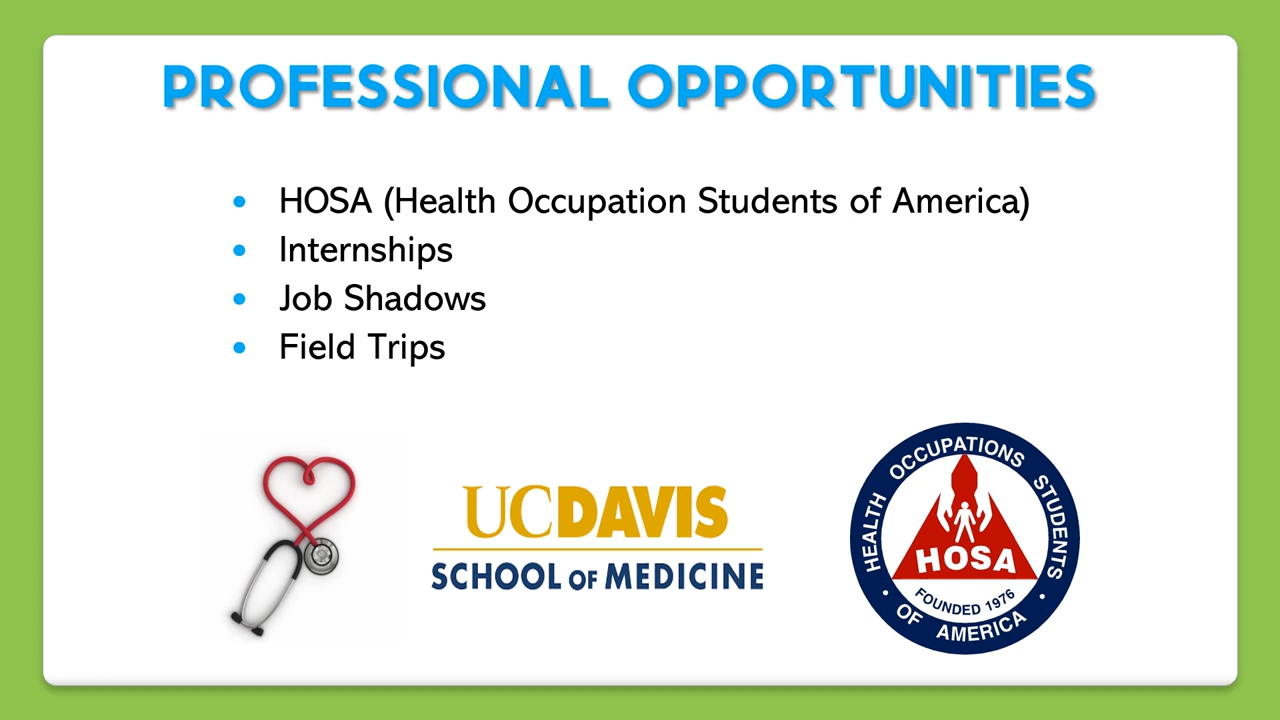 PROFESSIONAL OPPORTUNITIES
• HOSA (Health Occupation Students of America)
• Internships
• Job Shadows
• Field Trips
UCDAVIS
SCHOOL OF MEDICINE
HEALTH OCCUPATIONS STUDENTS
HOSA
FOUNDED 1976
• OF AMERICA •